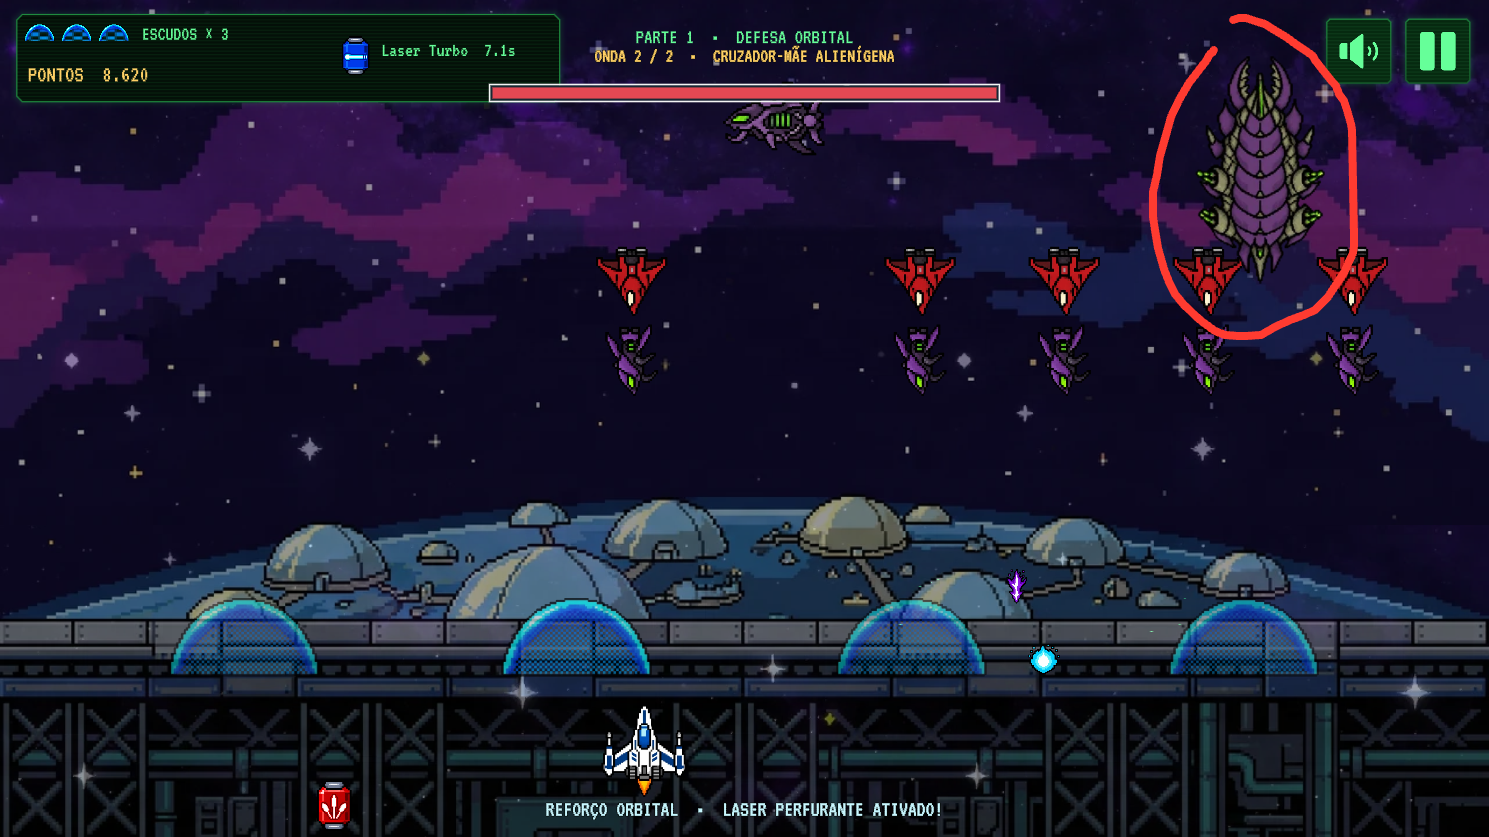 ESCUDOS X 3
Laser Turbo 7.1s
PONTOS 8.620
PARTE 1 • DEFESA ORBITAL
ONDA 2 / 2 • CRUZADOR-MÃE ALIENÍGENA
REFORÇO ORBITAL • LASER PERFURANTE ATIVADO!